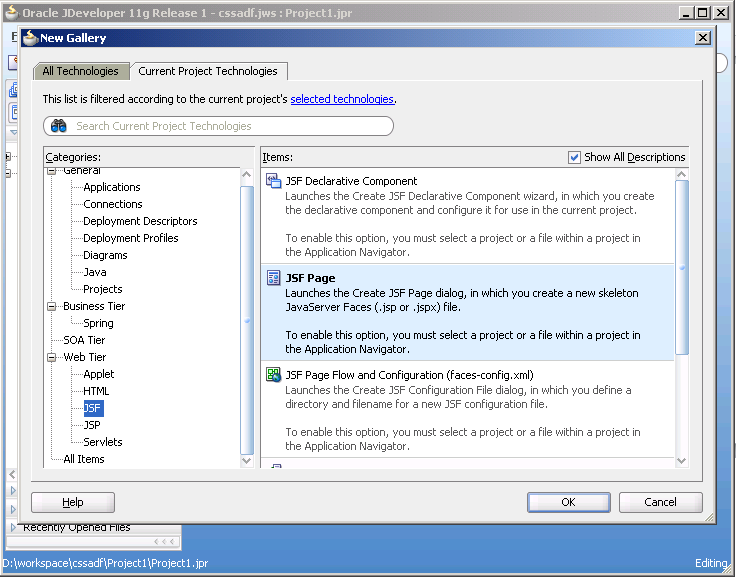 Oracle JDeveloper 11g Release 1 - cssadf.jws : Project1.jpr
New Gallery
All Technologies
Current Project Technologies
This list is filtered according to the current project's selected technologies.
Search Current Project Technologies
Categories:
General
Applications
Connections
Deployment Descriptors
Deployment Profiles
Diagrams
Java
Projects
Business Tier
Spring
SOA Tier
Web Tier
Applet
HTML
JSF
JSP
Servlets
All Items
Items:
Show All Descriptions
JSF Declarative Component
Launches the Create JSF Declarative Component wizard, in which you create
the declarative component and configure it for use in the current project.
To enable this option, you must select a project or a file within a project in
the Application Navigator.
JSF Page
Launches the Create JSF Page dialog, in which you create a new skeleton
JavaServer Faces (.jsp or .jspx) file.
To enable this option, you must select a project or a file within a project in
the Application Navigator.
JSF Page Flow and Configuration (faces-config.xml)
Launches the Create JSF Configuration File dialog, in which you define a
directory and filename for a new JSF configuration file.
To enable this option, you must select a project or a file within a project in
the Application Navigator.
Help
OK
Cancel
Recently Opened Files
D:\workspace\cssadf\Project1\Project1.jpr
Editing